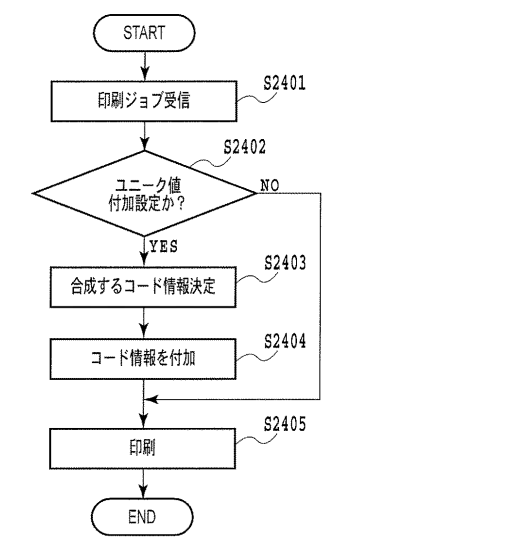 START
S2401
印刷ジョブ受信
S2402
ユニーク値
付加設定か?
NO
YES
S2403
合成するコード情報決定
S2404
コード情報を付加
S2405
印刷
END